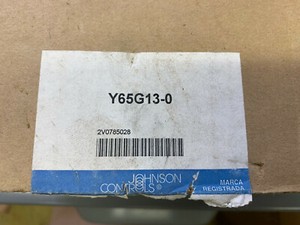 Y65G13-0
2V0785028
JOHNSON
CONTROLS®
MARCA
REGISTRADA